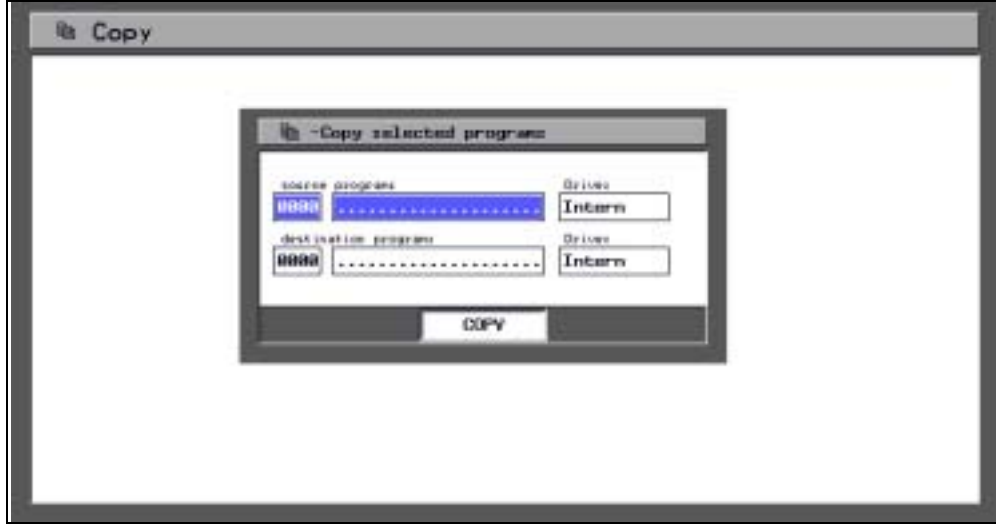 Copy
-Copy selected programs
source programs Drive:
0000 .................... Intern
destination programs Drive:
0000 .................... Intern
COPY